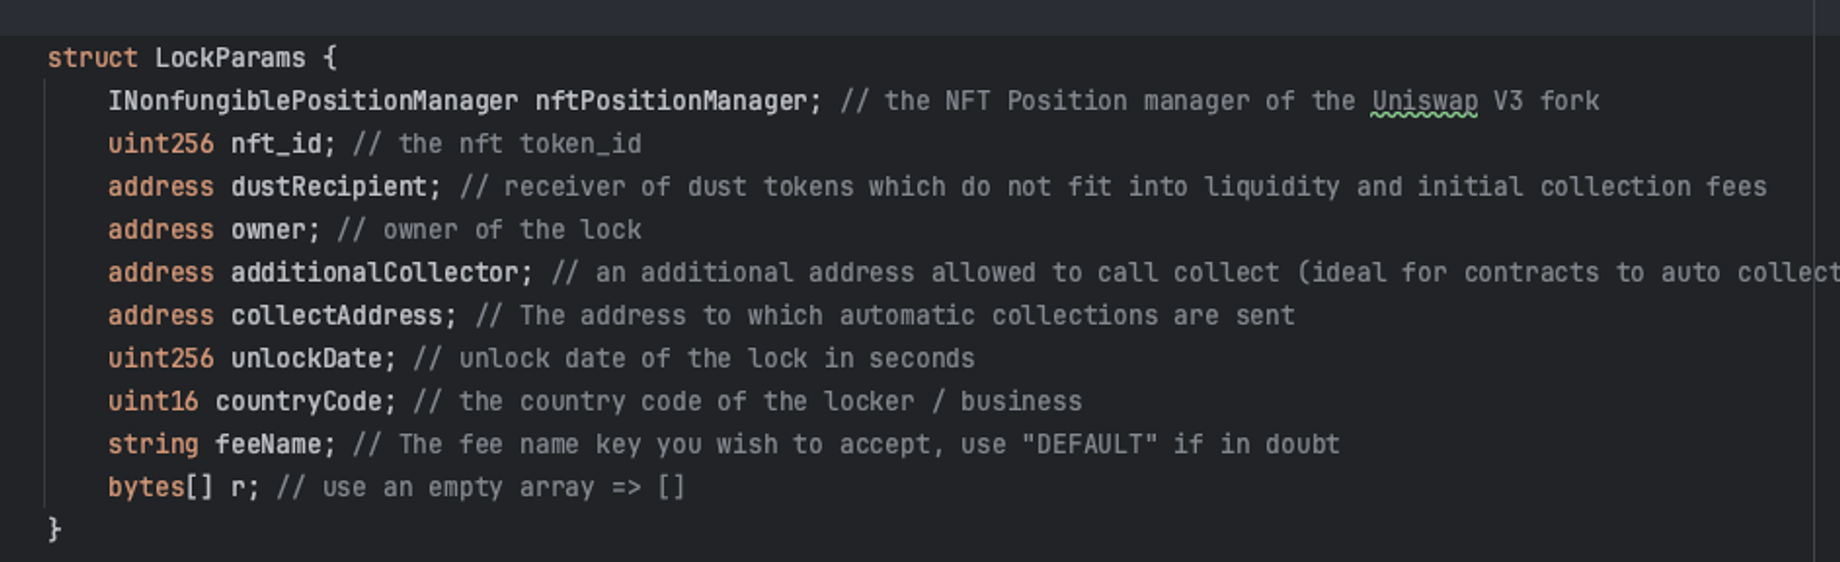 struct LockParams {
INonfungiblePositionManager nftPositionManager; // the NFT Position manager of the Uniswap V3 fork
uint256 nft_id; // the nft token_id
address dustRecipient; // receiver of dust tokens which do not fit into liquidity and initial collection fees
address owner; // owner of the lock
address additionalCollector; // an additional address allowed to call collect (ideal for contracts to auto collect
address collectAddress; // The address to which automatic collections are sent
uint256 unlockDate; // unlock date of the lock in seconds
uint16 countryCode; // the country code of the locker / business
string feeName; // The fee name key you wish to accept, use "DEFAULT" if in doubt
bytes[] r; // use an empty array => []
}